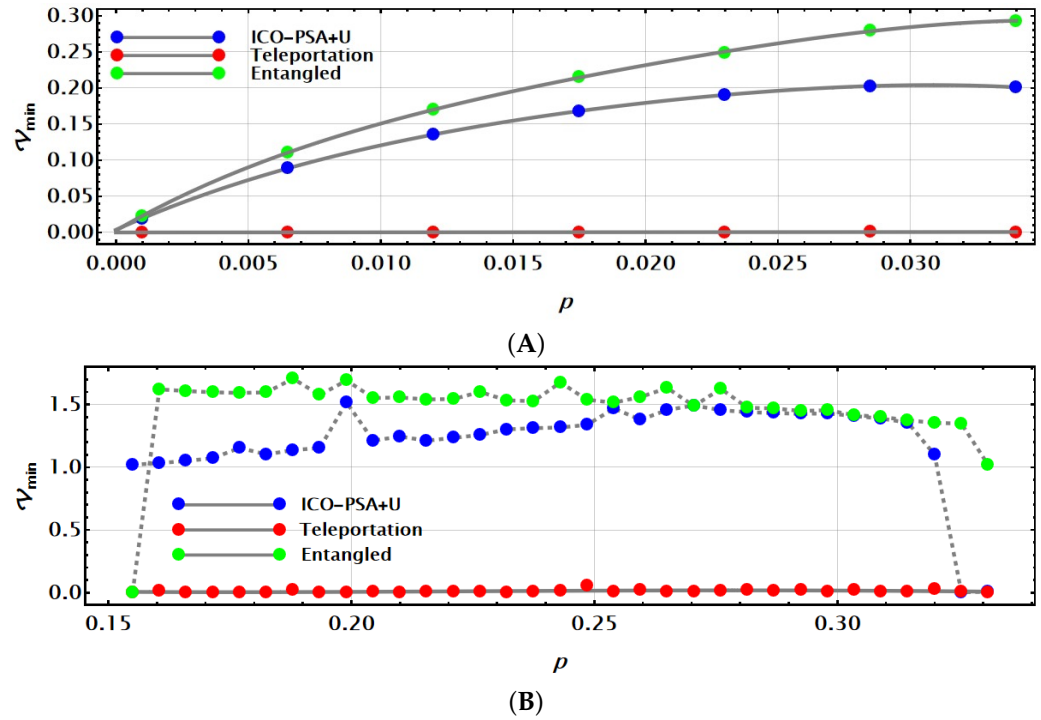 0.30
ICO−PSA+U
0.25
Teleportation
Entangled
0.20
0.15
𝒱min
0.10
0.05
0.00
0.000 0.005 0.010 0.015 0.020 0.025 0.030
p
(A)
1.5
1.0
𝒱min
ICO−PSA+U
0.5
Teleportation
Entangled
0.0
0.15 0.20 0.25 0.30
p
(B)